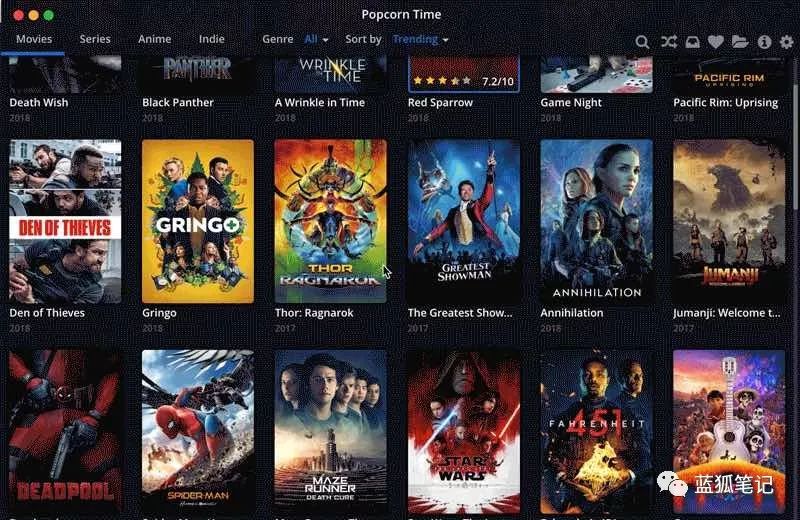 Popcorn Time
Movies Series Anime Indie Genre All Sort by Trending
PANTHER
WRINKLE IN TIME
7.2/10
PACIFIC RIM
UPRISING
Death Wish Black Panther A Wrinkle in Time Red Sparrow Game Night Pacific Rim: Uprising
2018 2018 2018 2018 2018 2018
DEN OF THIEVES
GRINGO
THOR
RAGNAROK
THE
GREATEST
SHOWMAN
ANNIHILATION
JUMANJI
Den of Thieves Gringo Thor: Ragnarok The Greatest Show... Annihilation Jumanji: Welcome t...
2018 2018 2017 2017 2018 2017
DEADPOOL
SPIDER-MAN
MAZE
RUNNER
DEATH CURE
STAR
WARS
FAHRENHEIT
451
蓝狐笔记